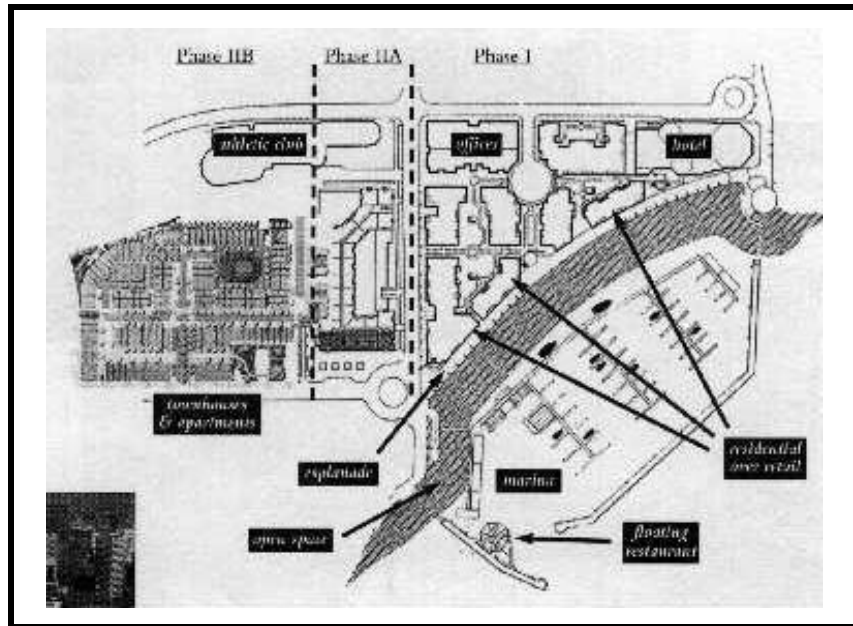 Phase IIB Phase IIA Phase I
athletic club offices hotel
townhouses
& apartments
esplanade
residential
over retail
marina
open space
floating
restaurant